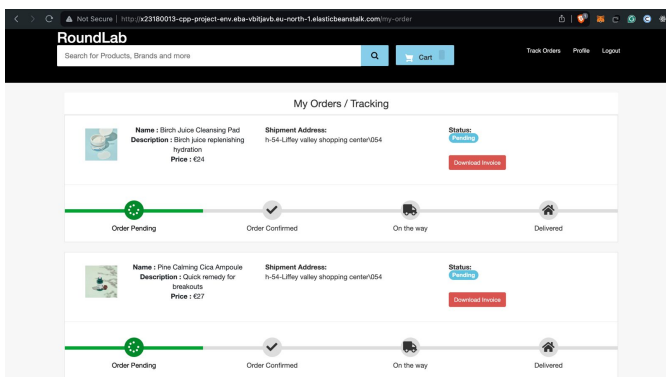 Not Secure | http://x23180013-cpp-project-env.eba-vbitjavb.eu-north-1.elasticbeanstalk.com/my-order
RoundLab
Search for Products, Brands and more
Cart
Track Orders Profile Logout
My Orders / Tracking
Name : Birch Juice Cleansing Pad
Description : Birch juice replenishing
hydration
Price : €24
Shipment Address:
h-54-Liffey valley shopping center\054
Status:
Pending
Download Invoice
Order Pending
Order Confirmed
On the way
Delivered
Name : Pine Calming Cica Ampoule
Description : Quick remedy for
breakouts
Price : €27
Shipment Address:
h-54-Liffey valley shopping center\054
Status:
Pending
Download Invoice
Order Pending
Order Confirmed
On the way
Delivered